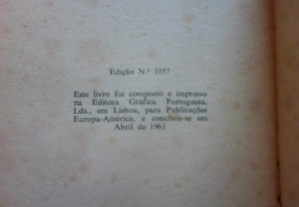 Edição N.º 1057
Este livro foi composto e impresso
na Editora Gráfica Portuguesa,
Lda., em Lisboa, para Publicações
Europa-América, e concluiu-se em
Abril de 1961